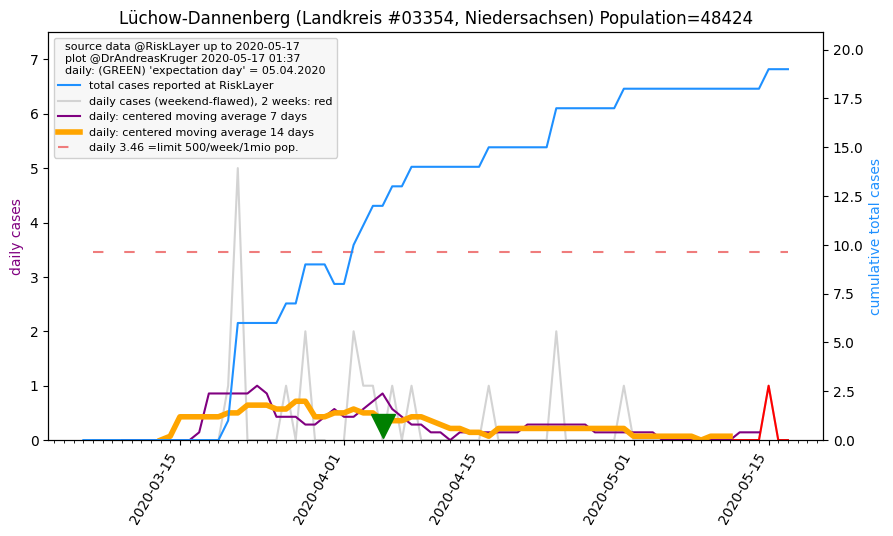 Lüchow-Dannenberg (Landkreis #03354, Niedersachsen) Population=48424
source data @RiskLayer up to 2020-05-17
plot @DrAndreasKruger 2020-05-17 01:37
daily: (GREEN) 'expectation day' = 05.04.2020
total cases reported at RiskLayer
daily cases (weekend-flawed), 2 weeks: red
daily: centered moving average 7 days
daily: centered moving average 14 days
daily 3.46 =limit 500/week/1mio pop.
daily cases
7
6
5
4
3
2
1
0
cumulative total cases
20.0
17.5
15.0
12.5
10.0
7.5
5.0
2.5
0.0
2020-03-15
2020-04-01
2020-04-15
2020-05-01
2020-05-15